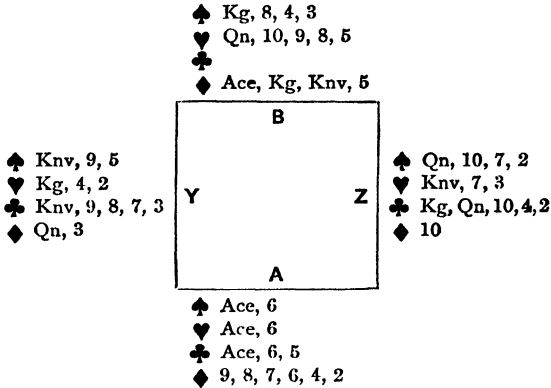 ♠ Kg, 8, 4, 3
♥ Qn, 10, 9, 8, 5
♣
♦ Ace, Kg, Knv, 5
B
♠ Knv, 9, 5
♥ Kg, 4, 2
♣ Knv, 9, 8, 7, 3
♦ Qn, 3
Y
Z
♠ Qn, 10, 7, 2
♥ Knv, 7, 3
♣ Kg, Qn, 10, 4, 2
♦ 10
A
♠ Ace, 6
♥ Ace, 6
♣ Ace, 6, 5
♦ 9, 8, 7, 6, 4, 2